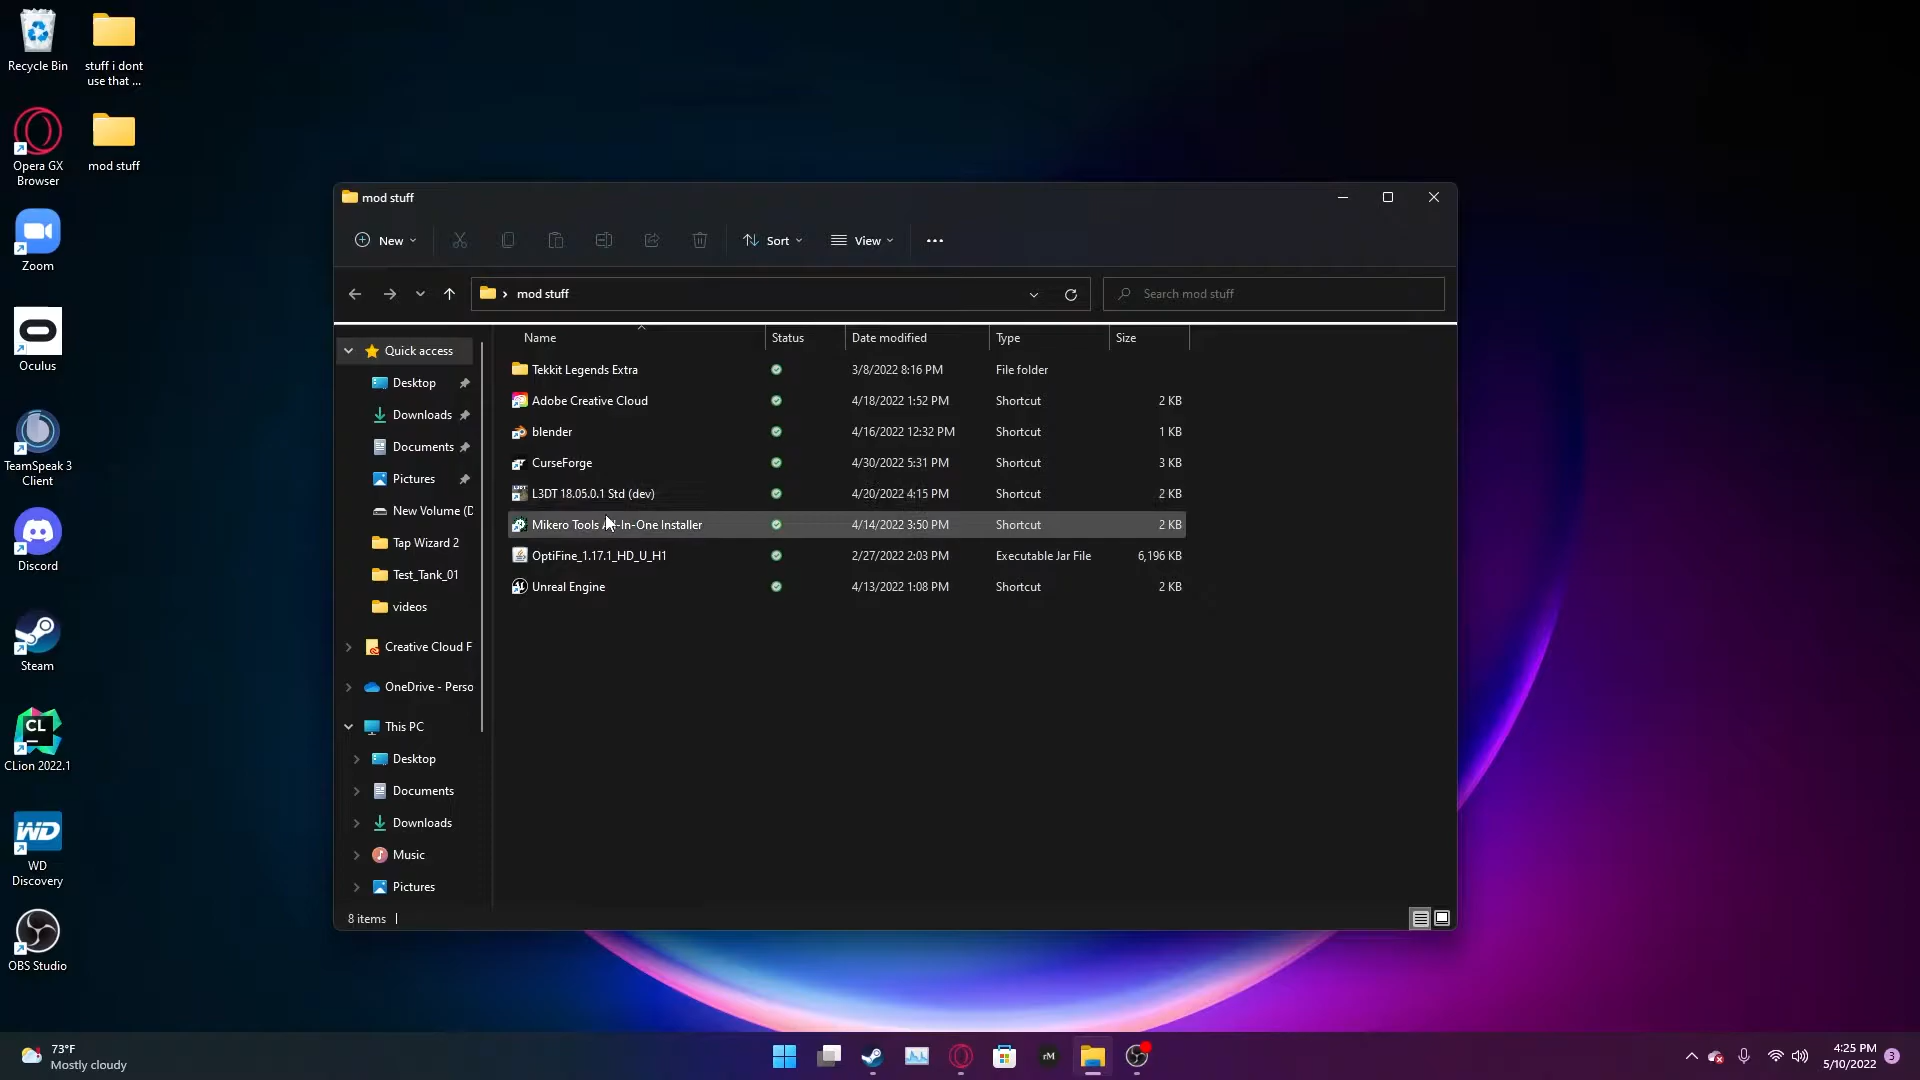 Recycle Bin
stuff i dont
use that ...
Opera GX
Browser
mod stuff
Zoom
Oculus
TeamSpeak 3
Client
Discord
Steam
CL
CLion 2022.1
WD
WD
Discovery
OBS Studio
mod stuff
New
Sort
View
mod stuff
Search mod stuff
Name Status Date modified Type Size
Tekkit Legends Extra 3/8/2022 8:16 PM File folder
Adobe Creative Cloud 4/18/2022 1:52 PM Shortcut 2 KB
blender 4/16/2022 12:32 PM Shortcut 1 KB
CurseForge 4/30/2022 5:31 PM Shortcut 3 KB
L3DT 18.05.0.1 Std (dev) 4/20/2022 4:15 PM Shortcut 2 KB
Mikero Tools All-In-One Installer 4/14/2022 3:50 PM Shortcut 2 KB
OptiFine_1.17.1_HD_U_H1 2/27/2022 2:03 PM Executable Jar File 6,196 KB
Unreal Engine 4/13/2022 1:08 PM Shortcut 2 KB
Quick access
Desktop
Downloads
Documents
Pictures
New Volume (D
Tap Wizard 2
Test_Tank_01
videos
Creative Cloud F
OneDrive - Perso
This PC
Desktop
Documents
Downloads
Music
Pictures
8 items
73°F
Mostly cloudy
rM
4:25 PM
5/10/2022
3